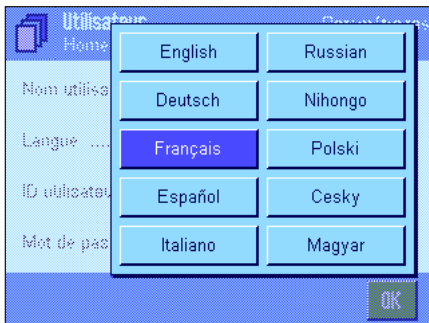 Utilisateur
Home
English Russian
Nom utilisa
Deutsch Nihongo
Langue ....
Français Polski
ID utilisateu
Español Cesky
Mot de pas
Italiano Magyar
OK